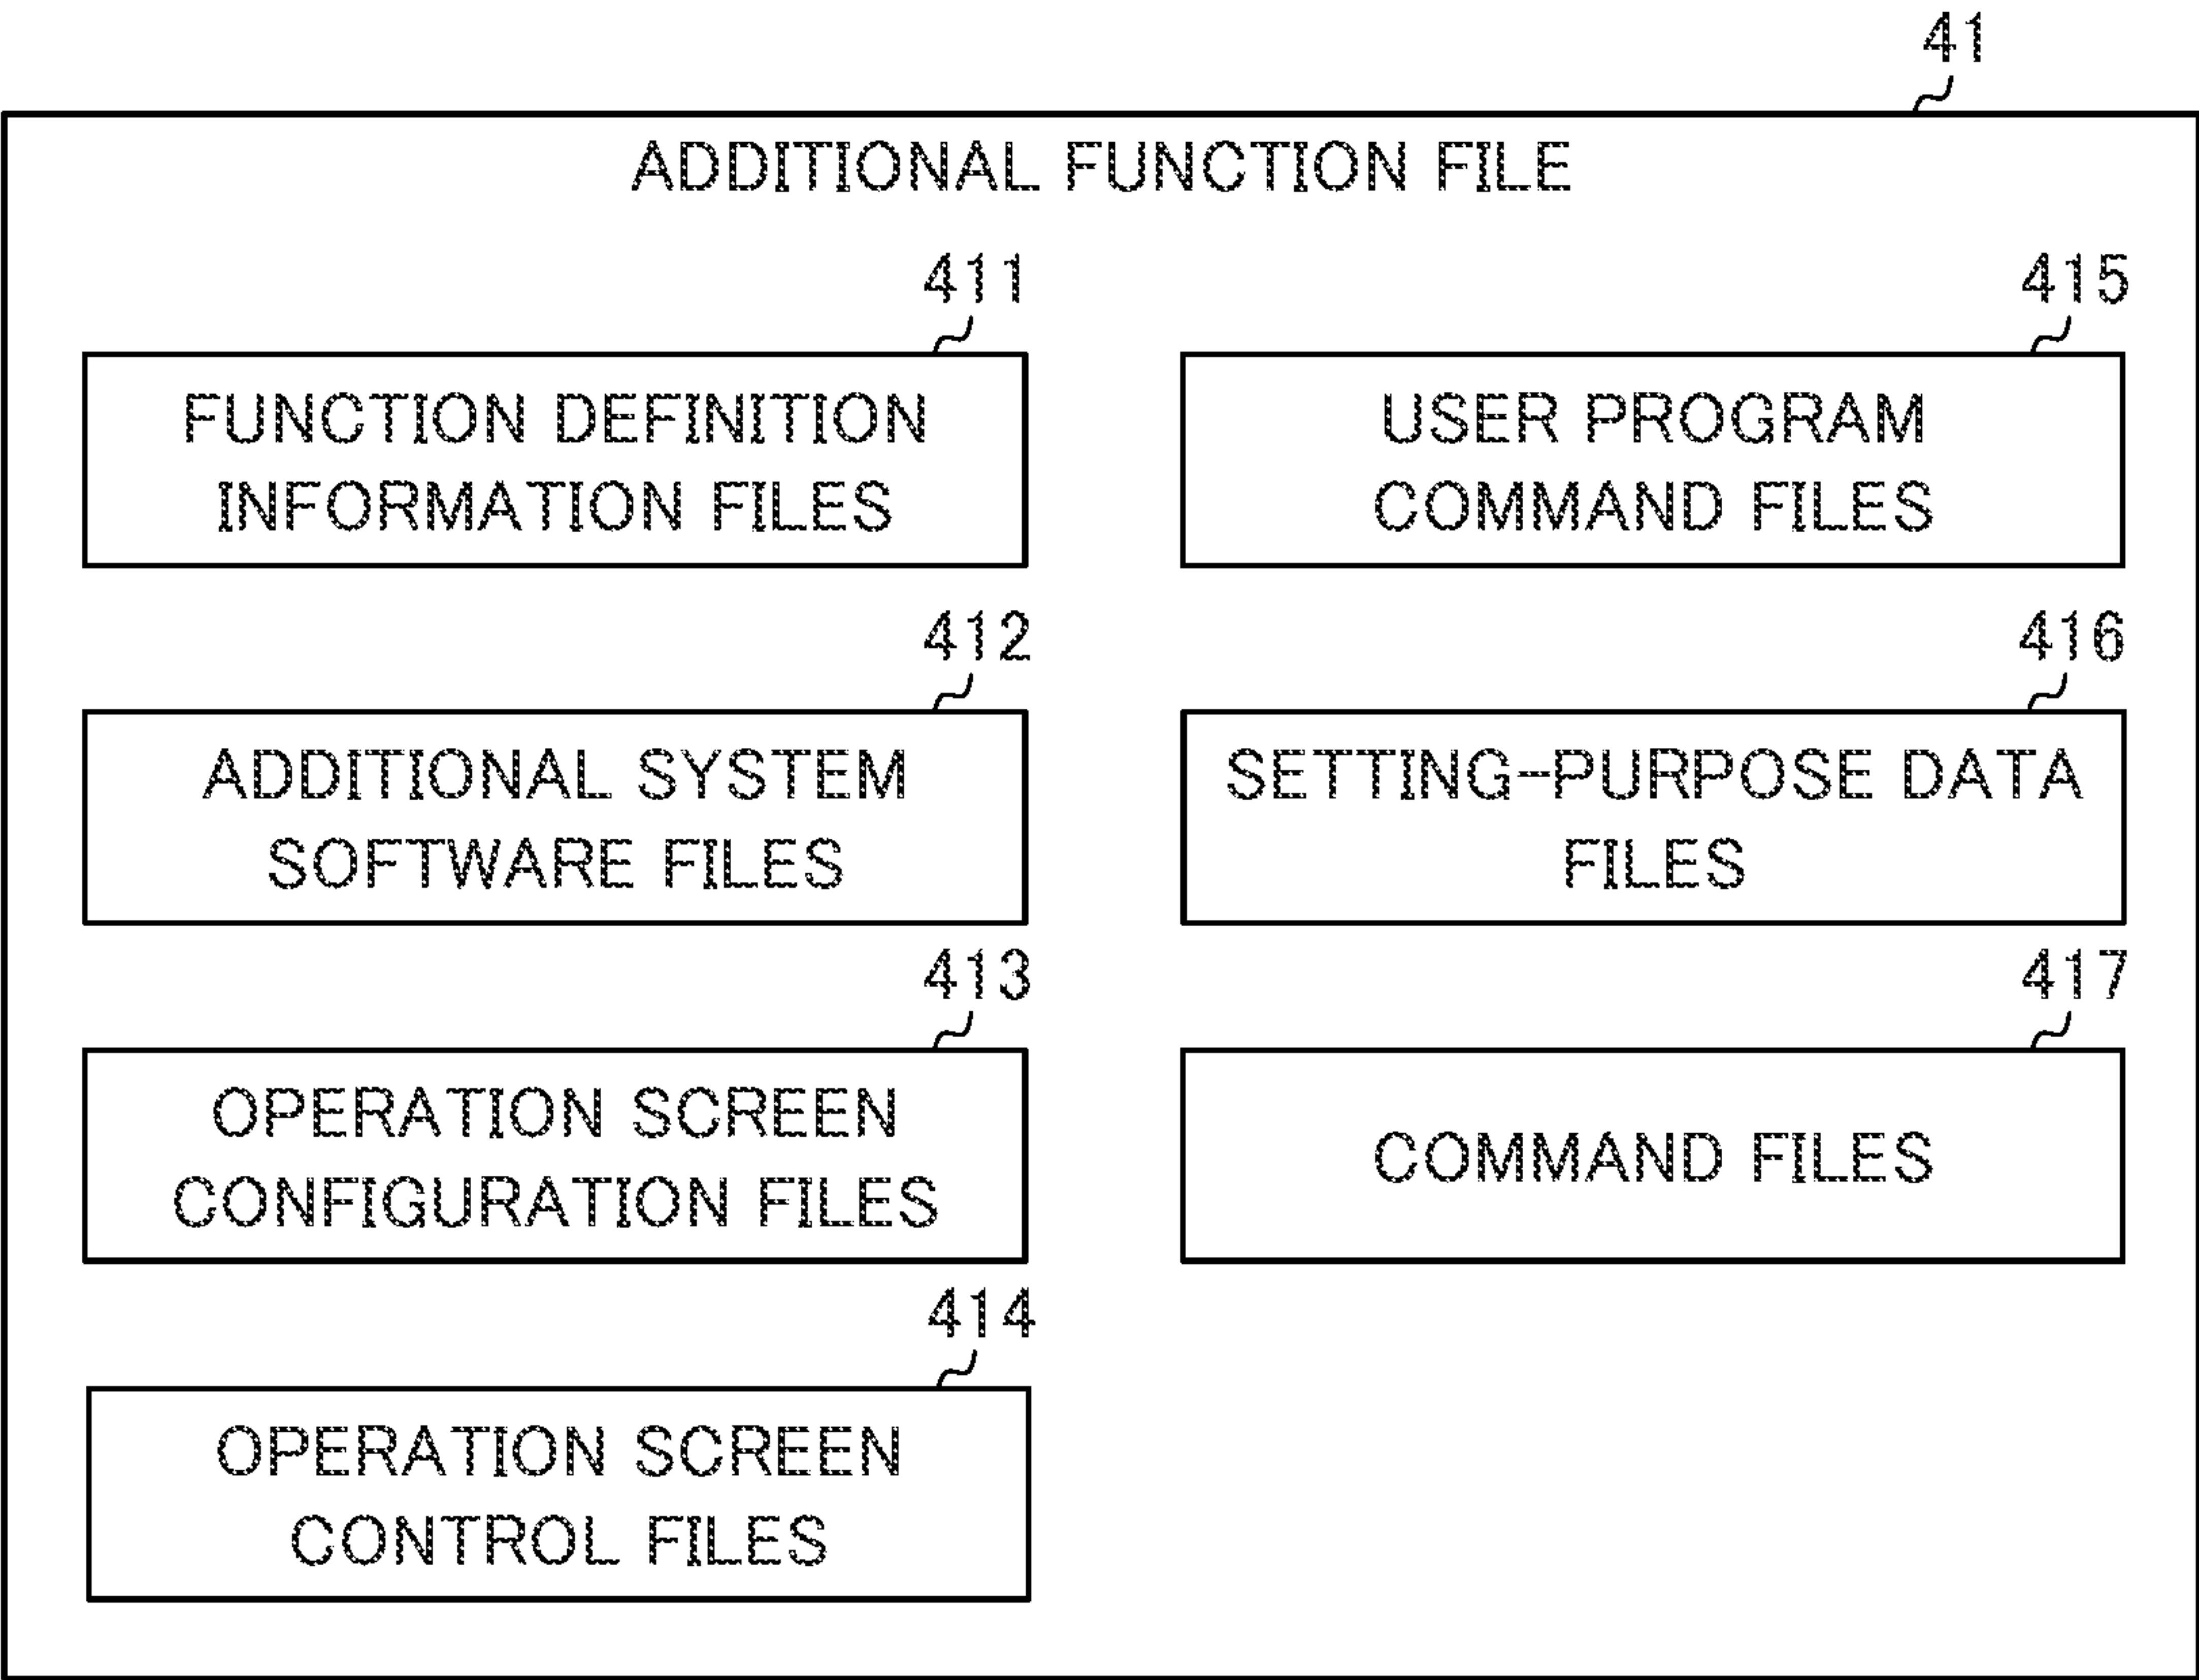 41
ADDITIONAL FUNCTION FILE
411
FUNCTION DEFINITION
INFORMATION FILES
412
ADDITIONAL SYSTEM
SOFTWARE FILES
413
OPERATION SCREEN
CONFIGURATION FILES
414
OPERATION SCREEN
CONTROL FILES
415
USER PROGRAM
COMMAND FILES
416
SETTING-PURPOSE DATA
FILES
417
COMMAND FILES